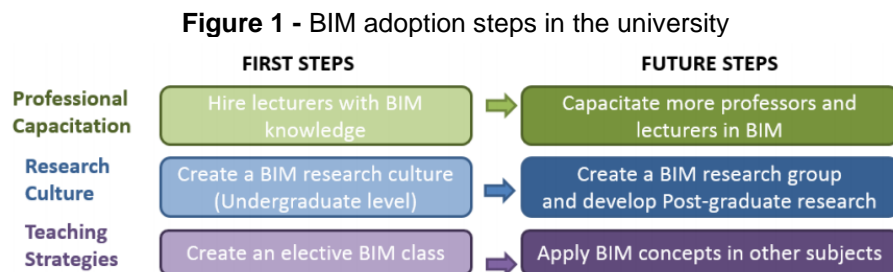 Figure 1 - BIM adoption steps in the university
FIRST STEPS
FUTURE STEPS
Professional
Capacitation
Hire lecturers with BIM
knowledge
Capacitate more professors and
lecturers in BIM
Research
Culture
Create a BIM research culture
(Undergraduate level)
Create a BIM research group
and develop Post-graduate research
Teaching
Strategies
Create an elective BIM class
Apply BIM concepts in other subjects